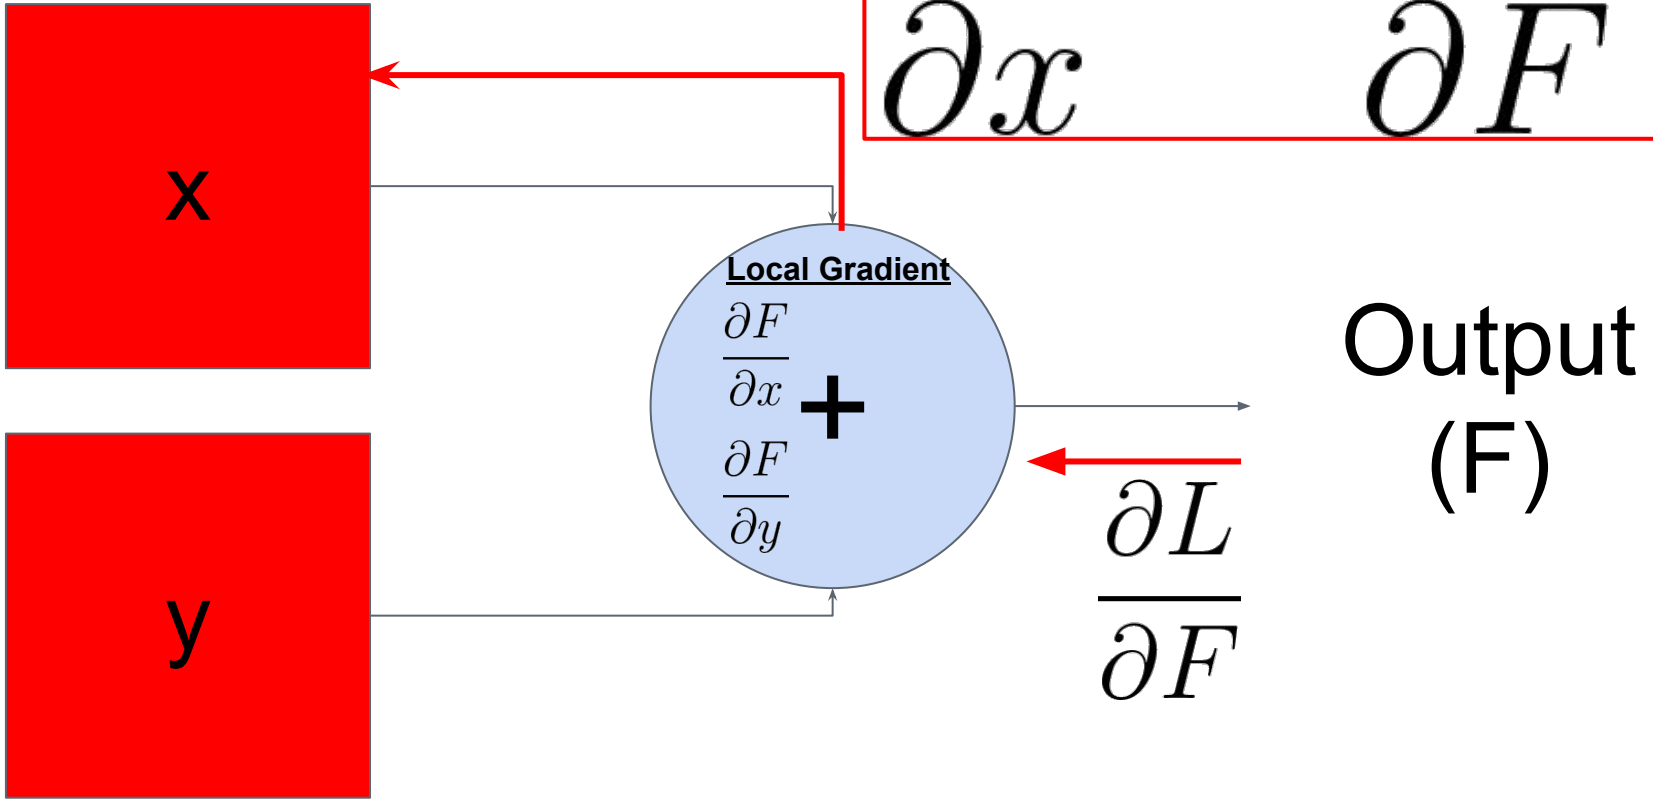 ∂x ∂F
x
Local Gradient
∂F
∂x
+
∂F
∂y
Output
(F)
∂L
∂F
y